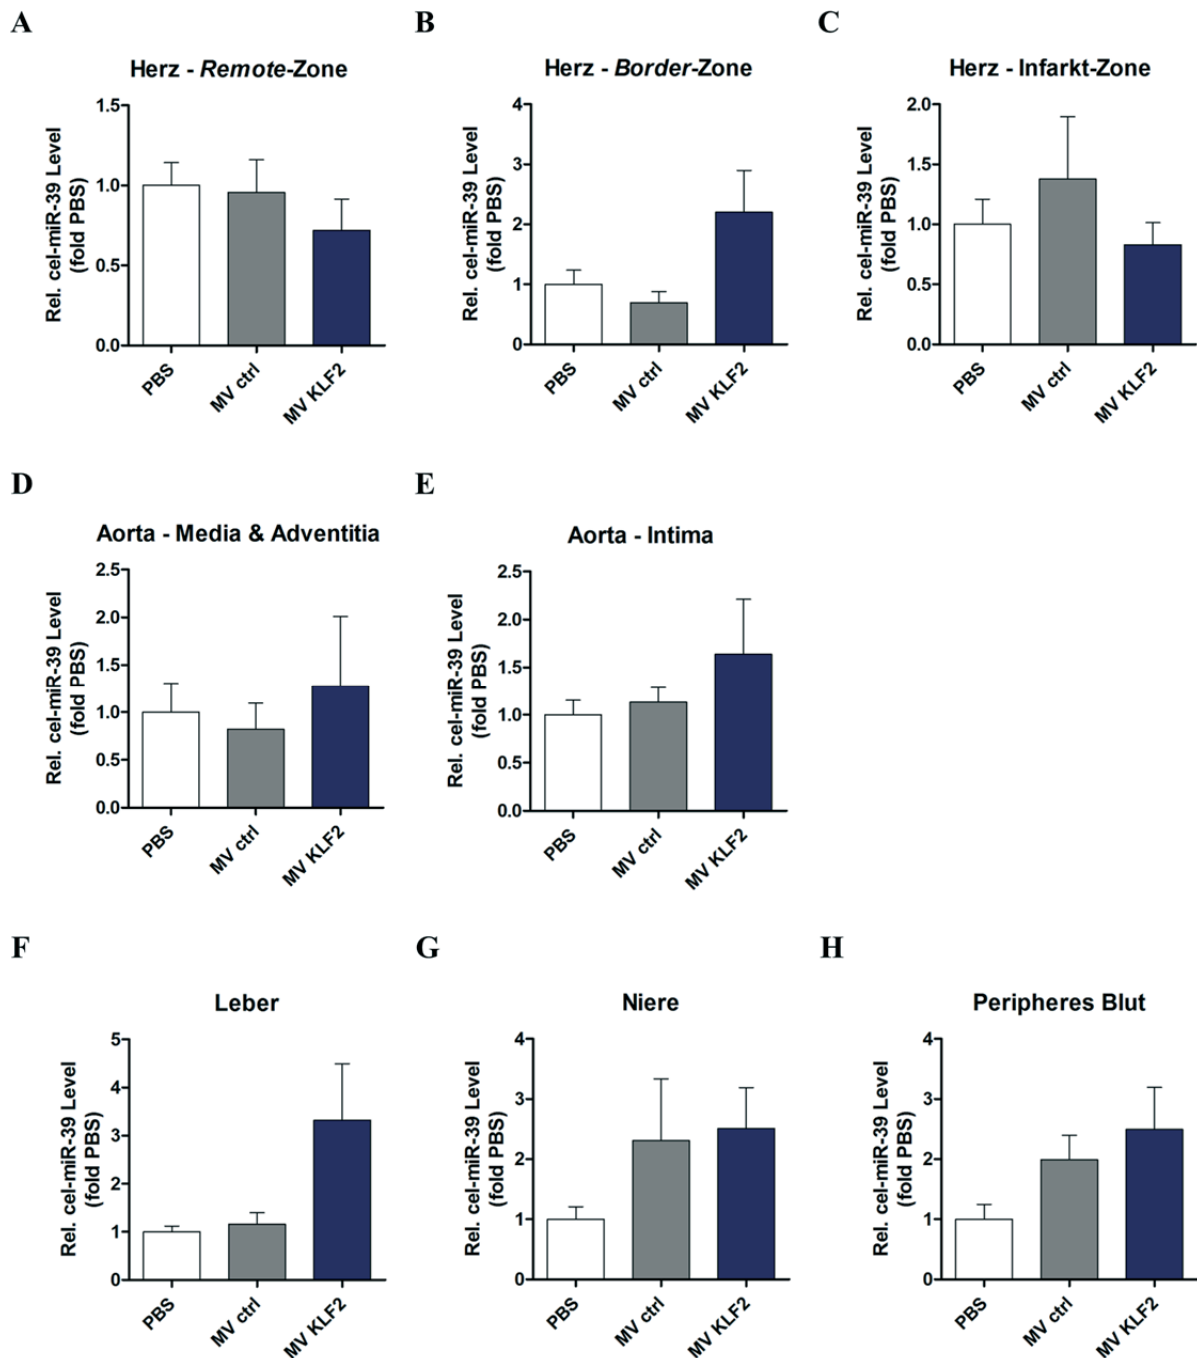 A
B
C
Herz - Remote-Zone
Herz - Border-Zone
Herz - Infarkt-Zone
Rel. cel-miR-39 Level
(fold PBS)
1.5
1.0
0.5
0.0
PBS
MV ctrl
MV KLF2
Rel. cel-miR-39 Level
(fold PBS)
4
3
2
1
0
PBS
MV ctrl
MV KLF2
Rel. cel-miR-39 Level
(fold PBS)
2.0
1.5
1.0
0.5
0.0
PBS
MV ctrl
MV KLF2
D
E
Aorta - Media & Adventitia
Aorta - Intima
Rel. cel-miR-39 Level
(fold PBS)
2.5
2.0
1.5
1.0
0.5
0.0
PBS
MV ctrl
MV KLF2
Rel. cel-miR-39 Level
(fold PBS)
2.5
2.0
1.5
1.0
0.5
0.0
PBS
MV ctrl
MV KLF2
F
G
H
Leber
Niere
Peripheres Blut
Rel. cel-miR-39 Level
(fold PBS)
5
4
3
2
1
0
PBS
MV ctrl
MV KLF2
Rel. cel-miR-39 Level
(fold PBS)
4
3
2
1
0
PBS
MV ctrl
MV KLF2
Rel. cel-miR-39 Level
(fold PBS)
4
3
2
1
0
PBS
MV ctrl
MV KLF2